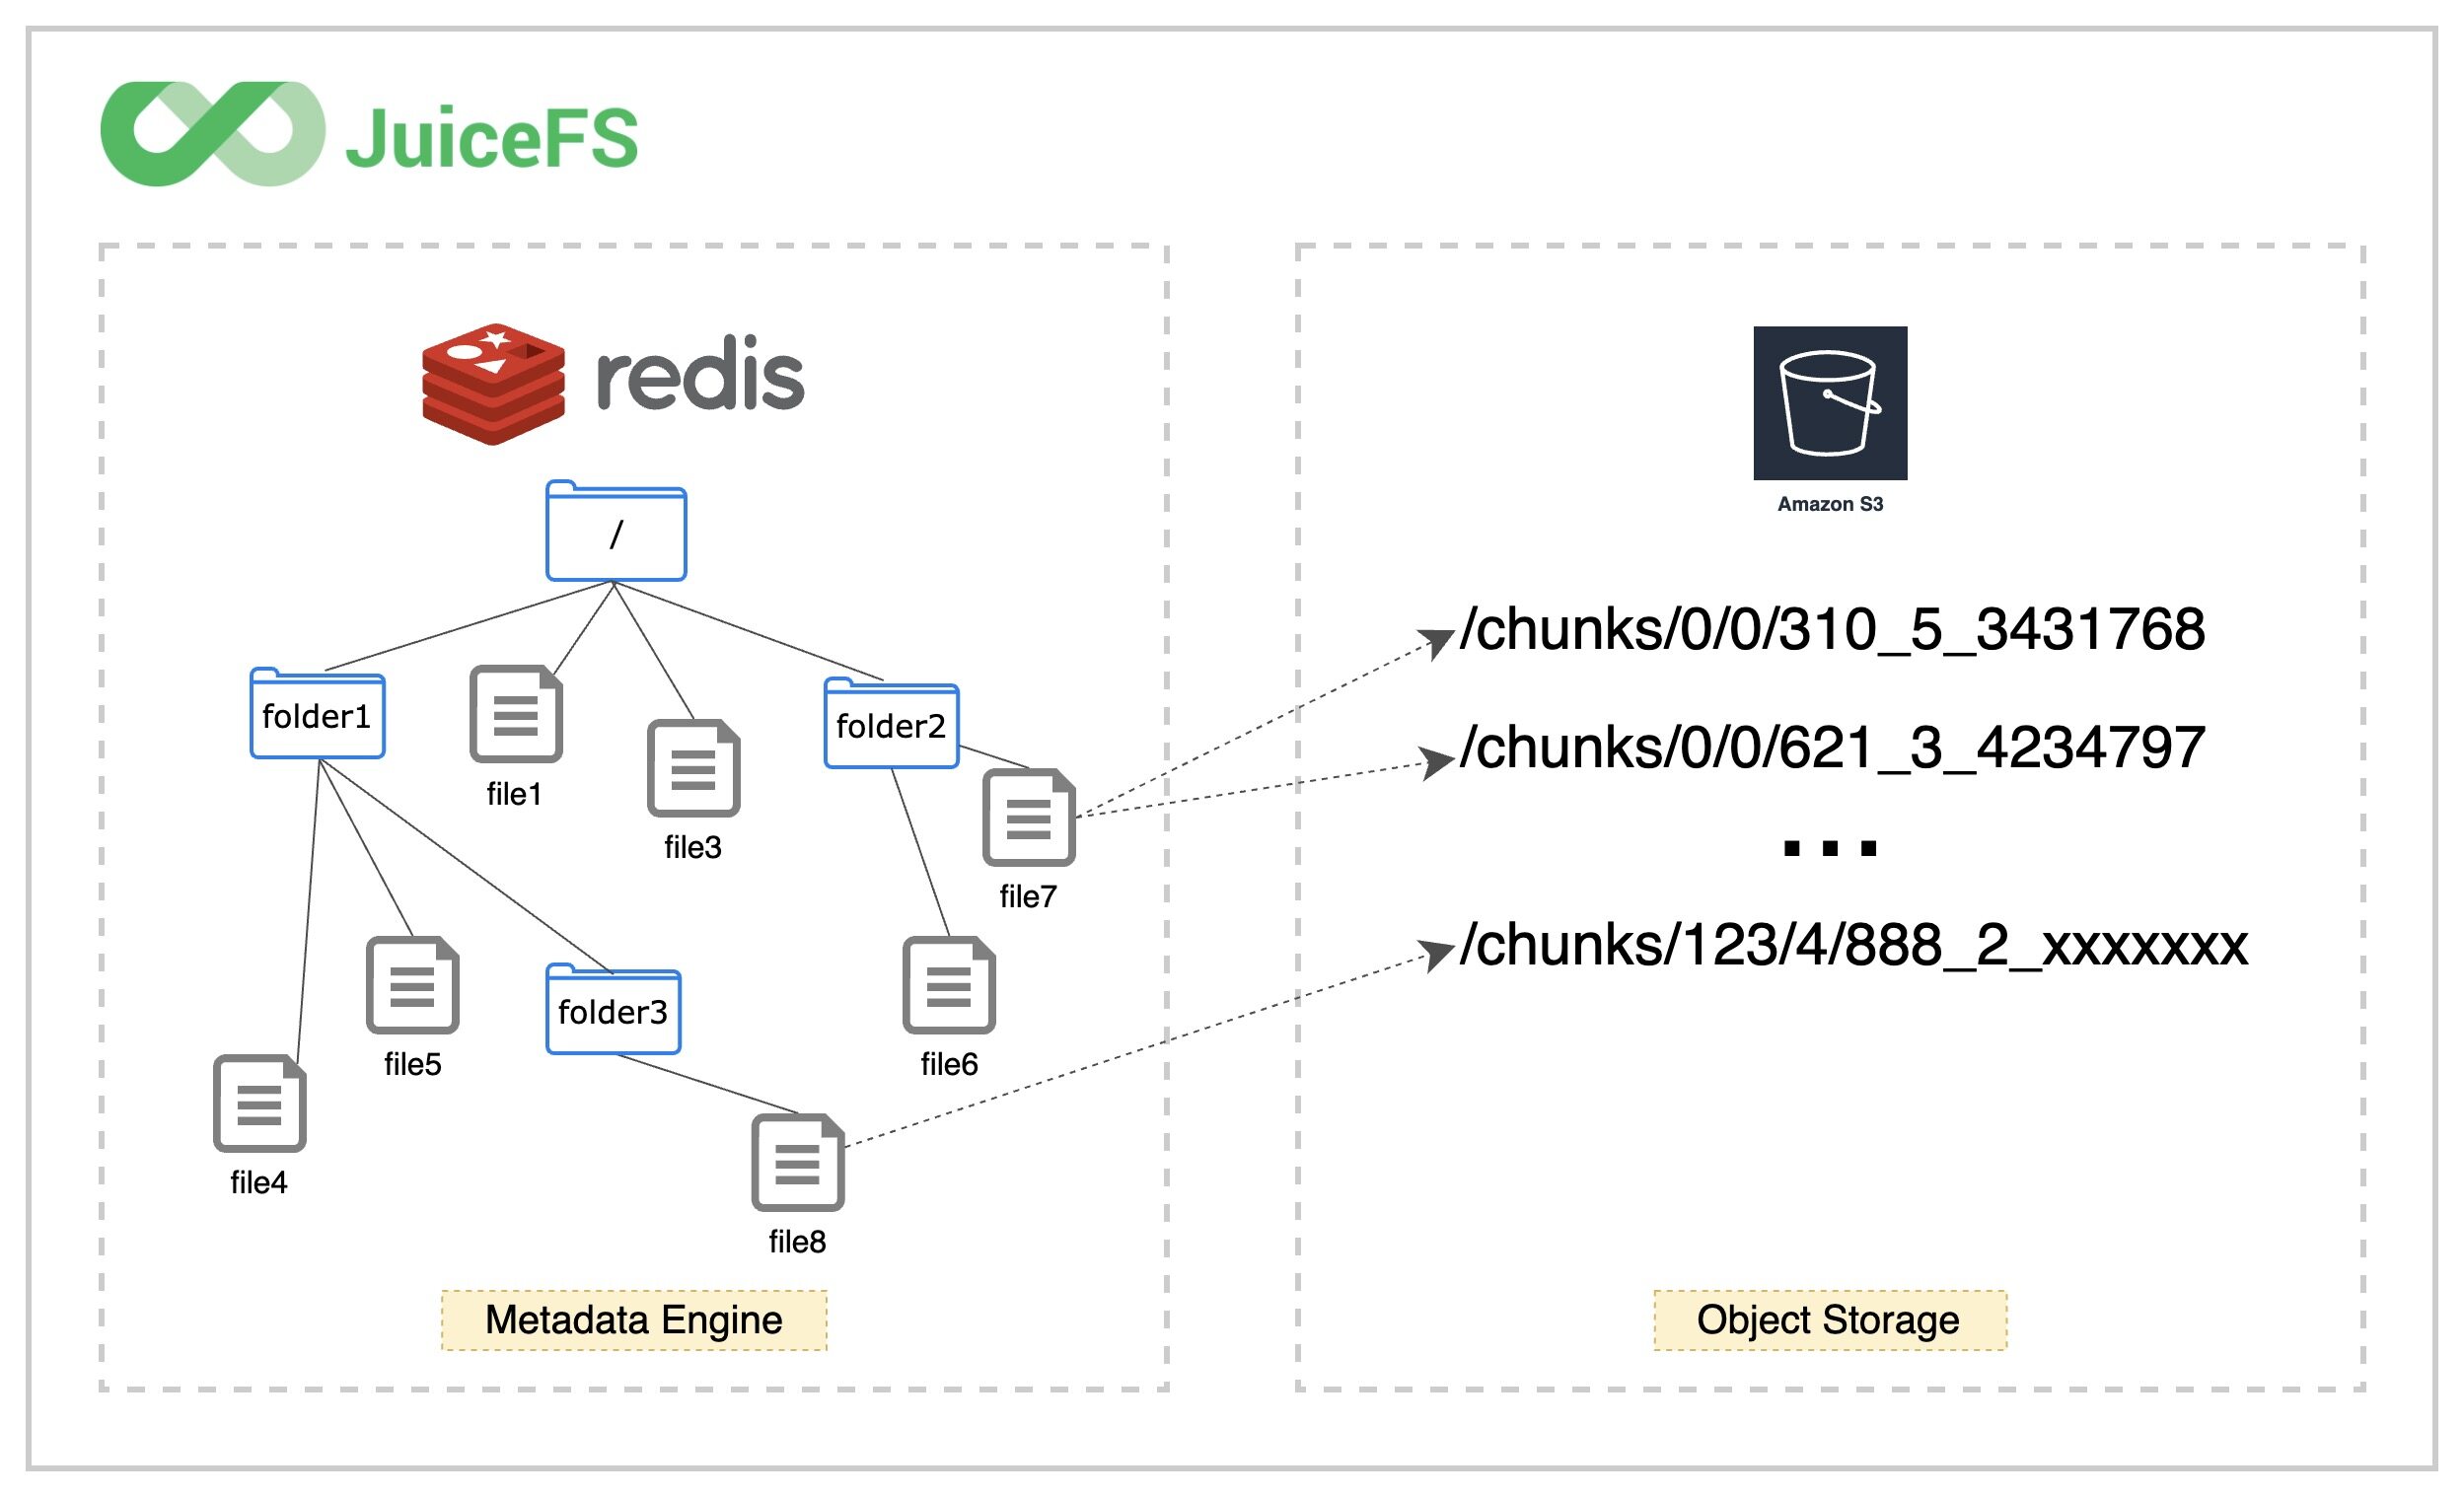 JuiceFS
redis
/
folder1
file1
file3
folder2
file7
file4
file5
folder3
file6
file8
Metadata Engine
Amazon S3
/chunks/0/0/310_5_3431768
/chunks/0/0/621_3_4234797
...
/chunks/123/4/888_2_xxxxxxx
Object Storage